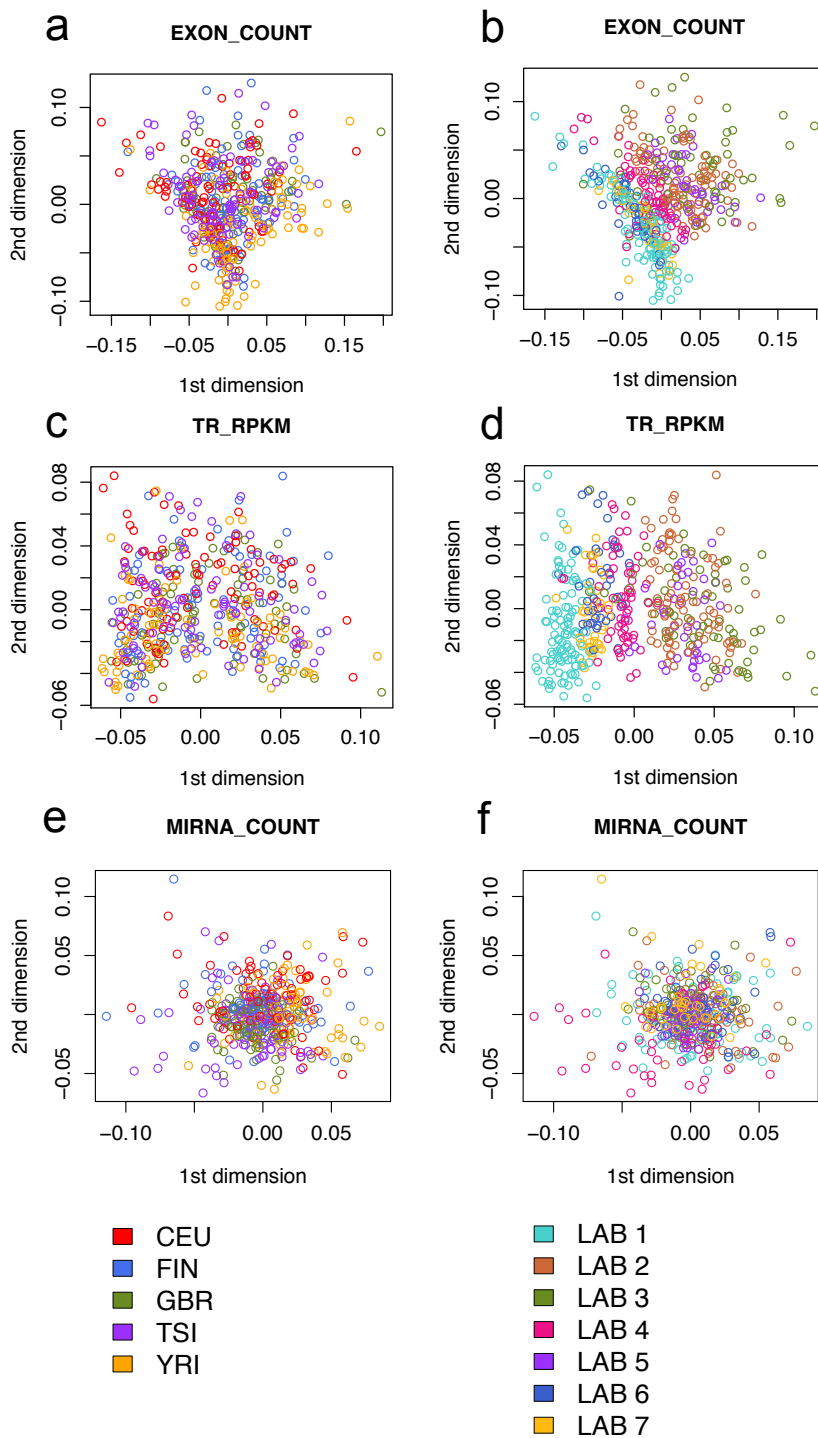 a
EXON_COUNT
2nd dimension
0.10
0.00
−0.10
−0.15
−0.05
0.05
0.15
1st dimension
b
EXON_COUNT
2nd dimension
0.10
0.00
−0.10
−0.15
−0.05
0.05
0.15
1st dimension
c
TR_RPKM
2nd dimension
0.08
0.04
0.00
−0.06
−0.05
0.00
0.05
0.10
1st dimension
d
TR_RPKM
2nd dimension
0.08
0.04
0.00
−0.06
−0.05
0.00
0.05
0.10
1st dimension
e
MIRNA_COUNT
2nd dimension
0.10
0.05
−0.05
−0.10
0.00
0.05
1st dimension
f
MIRNA_COUNT
2nd dimension
0.10
0.05
−0.05
−0.10
0.00
0.05
1st dimension
CEU
FIN
GBR
TSI
YRI
LAB 1
LAB 2
LAB 3
LAB 4
LAB 5
LAB 6
LAB 7